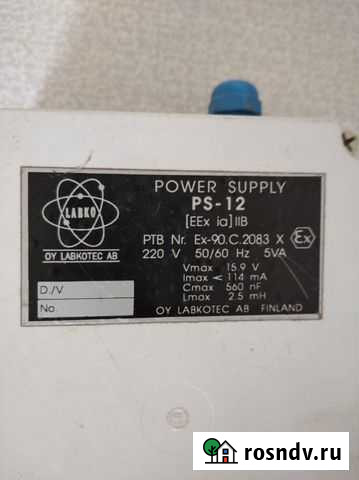 POWER SUPPLY
PS-12
[EEx ia] IIB
PTB Nr. Ex-90.C.2083 X Ex
220 V 50/60 Hz 5VA
Vmax 15.9 V
Imax < 114 mA
Cmax 560 nF
Lmax 2.5 mH
OY LABKOTEC AB FINLAND
LABKO
OY LABKOTEC AB
D./V
No.
rosndv.ru